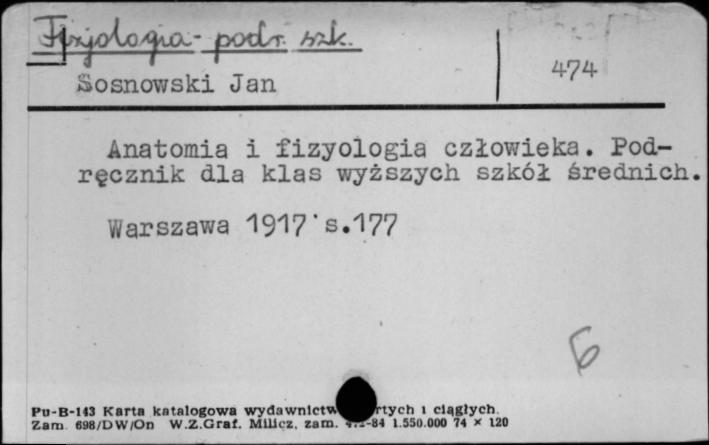 Fizjologia - podr. szk.
Sosnowski Jan
474
Anatomia i fizyologia człowieka. Pod-
ręcznik dla klas wyższych szkół średnich.
Warszawa 1917 s.177
6
Pu-B-143 Karta katalogowa wydawnictw rtych i ciągłych.
Zam. 698/DW/On W.Z.Graf. Milicz, zam. -84 1.550.000 74 × 120